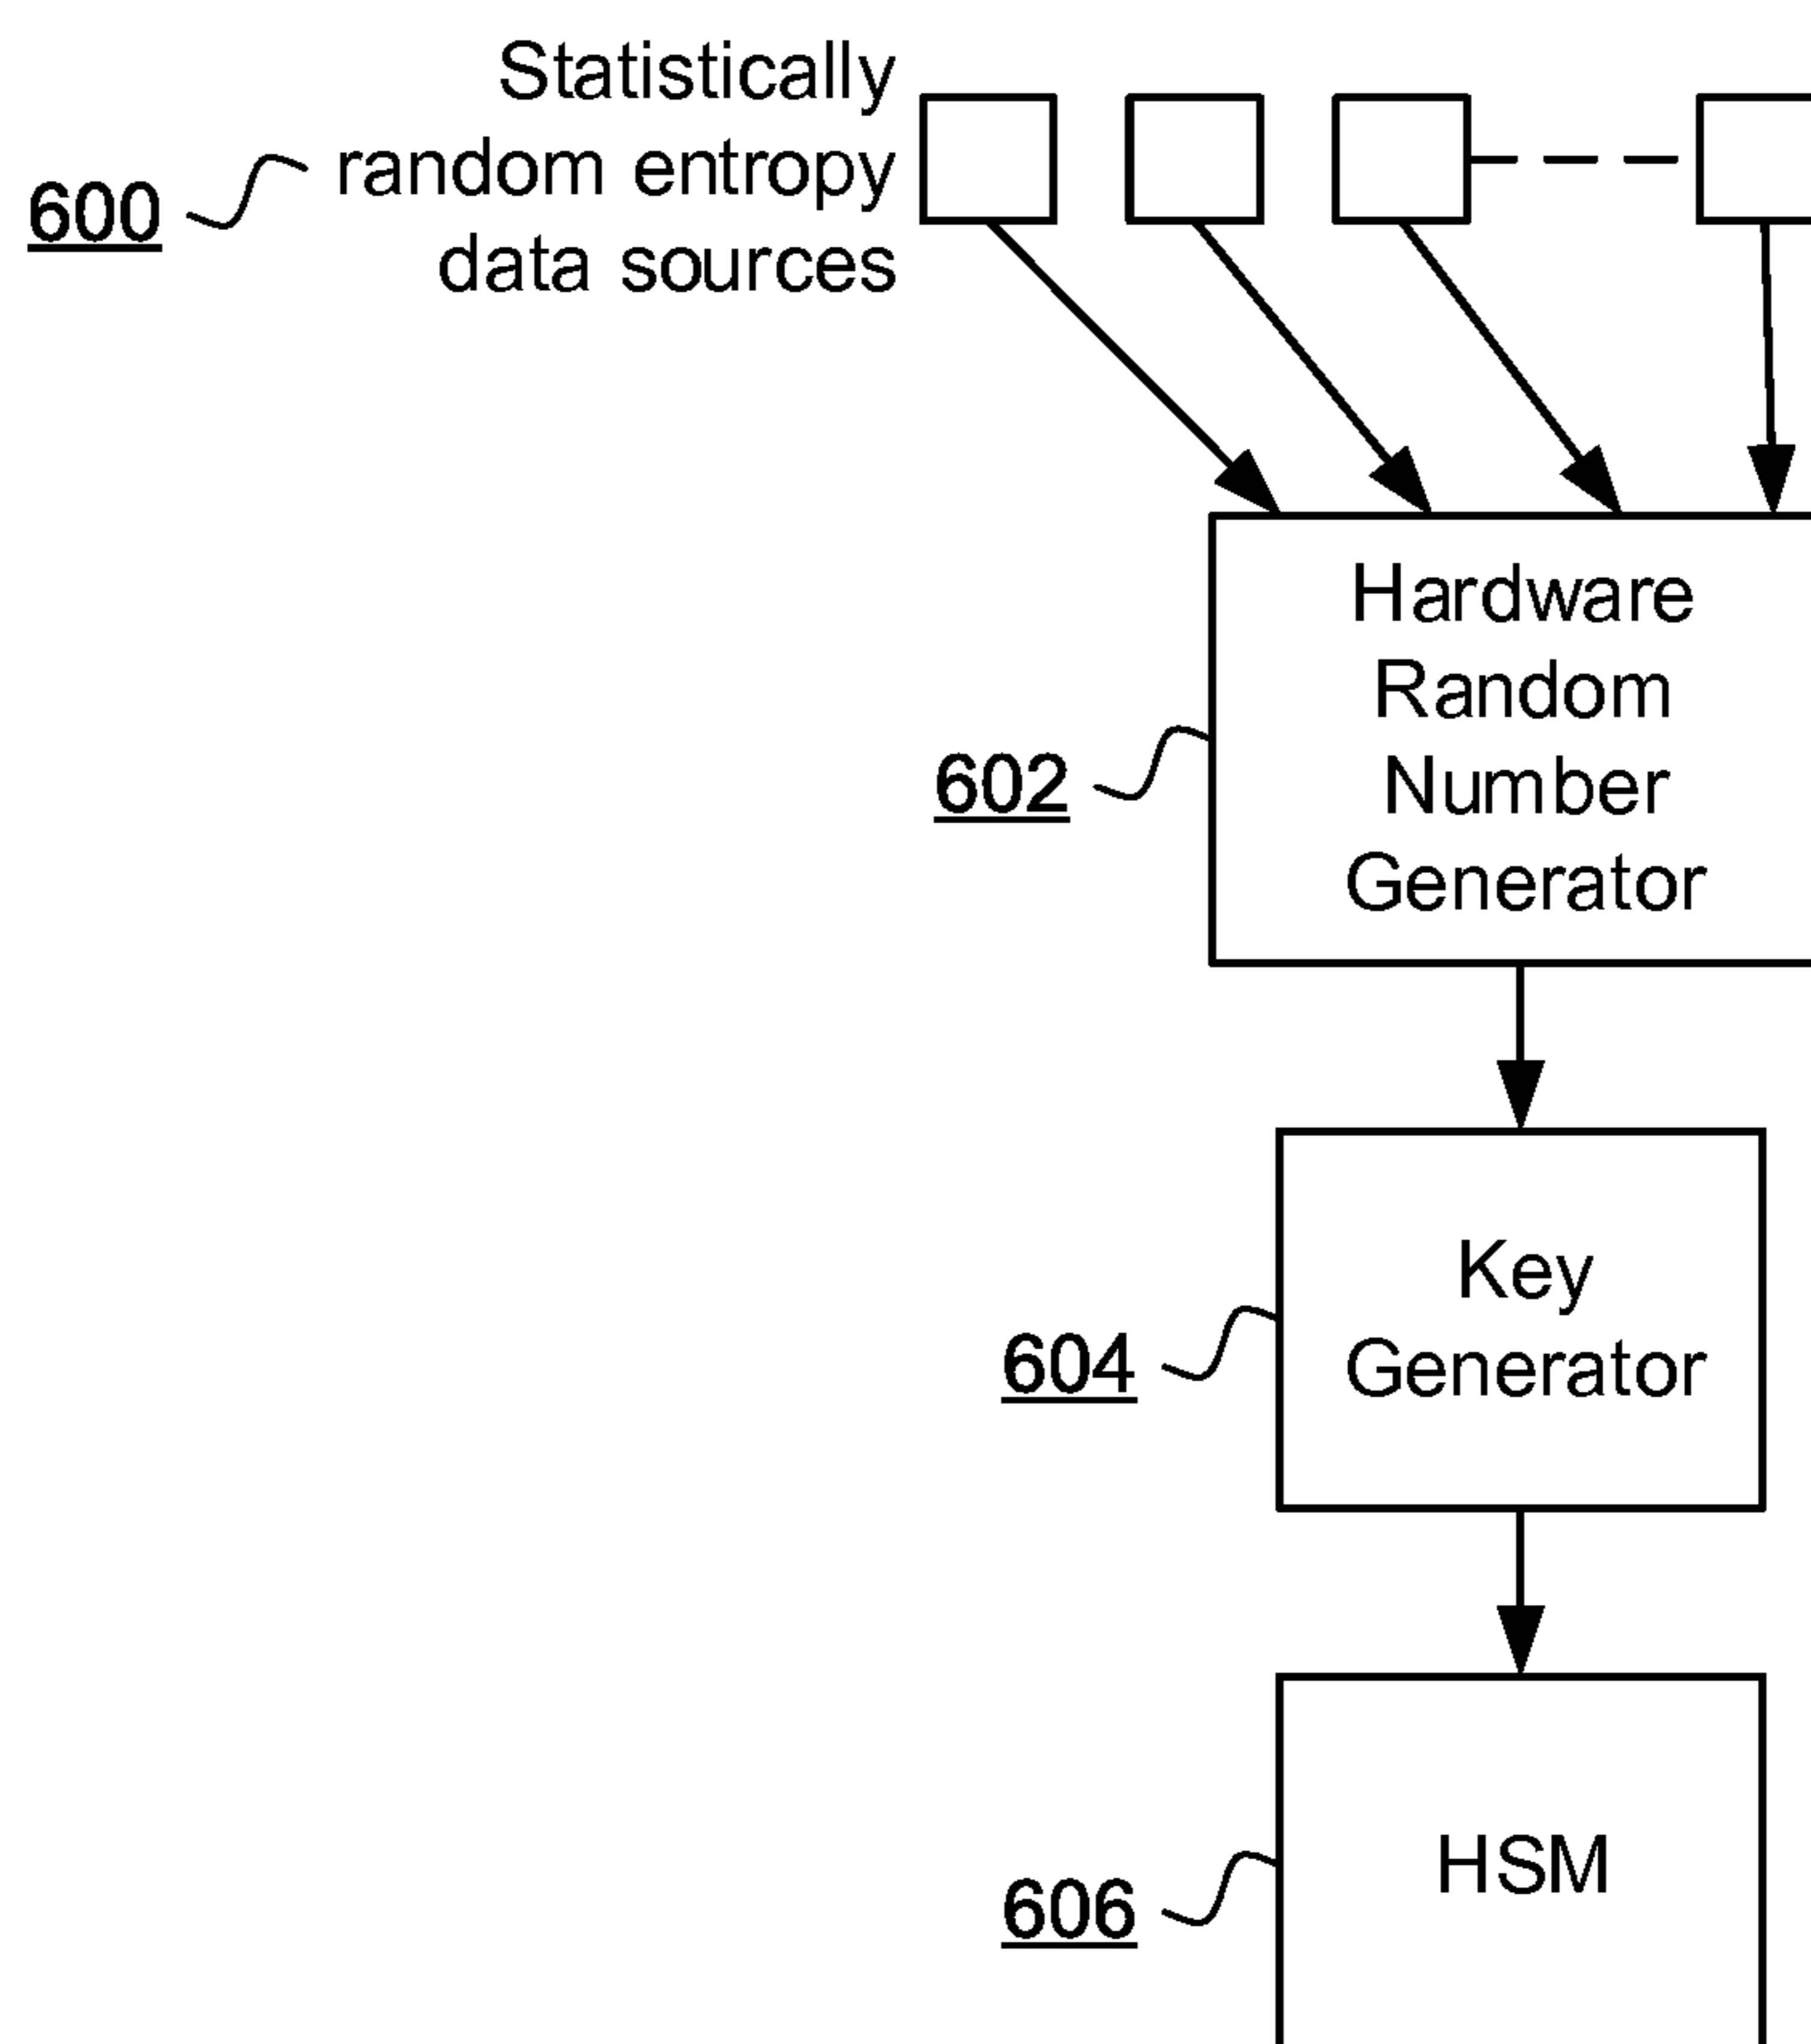 Statistically
random entropy
data sources
600
Hardware
Random
Number
Generator
602
Key
Generator
604
HSM
606